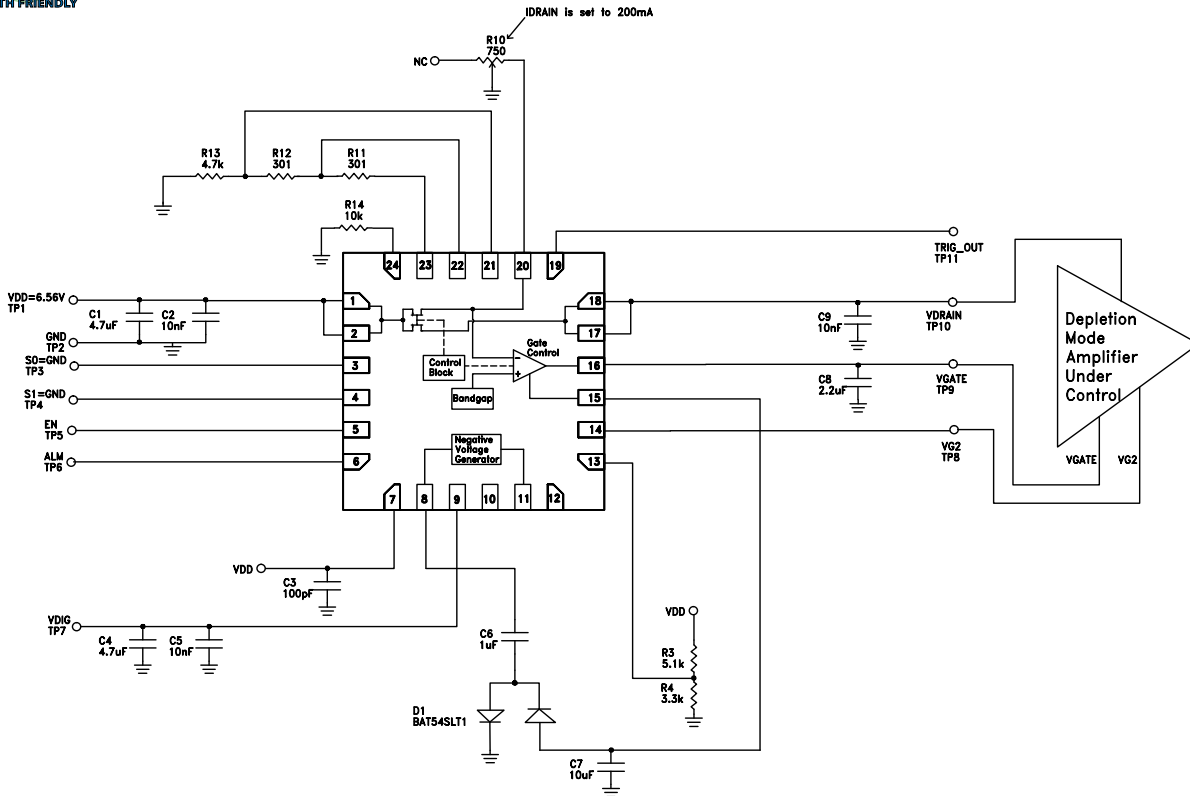 TH FRIENDLY
IDRAIN is set to 200mA
R10
750
NC
R13
4.7k
R12
301
R11
301
R14
10k
24
23
22
21
20
19
TRIG_OUT
TP11
VDD=6.56V
TP1
C1
4.7uF
C2
10nF
GND
TP2
S0=GND
TP3
S1=GND
TP4
EN
TP5
ALM
TP6
1
2
3
4
5
6
Control
Block
Gate
Control
-
+
Bandgap
Negative
Voltage
Generator
18
17
16
15
14
13
7
8
9
10
11
12
C9
10nF
VDRAIN
TP10
C8
2.2uF
VGATE
TP9
VG2
TP8
Depletion
Mode
Amplifier
Under
Control
VGATE
VG2
VDD
C3
100pF
VDIG
TP7
C4
4.7uF
C5
10nF
C6
1uF
D1
BAT54SLT1
VDD
R3
5.1k
R4
3.3k
C7
10uF